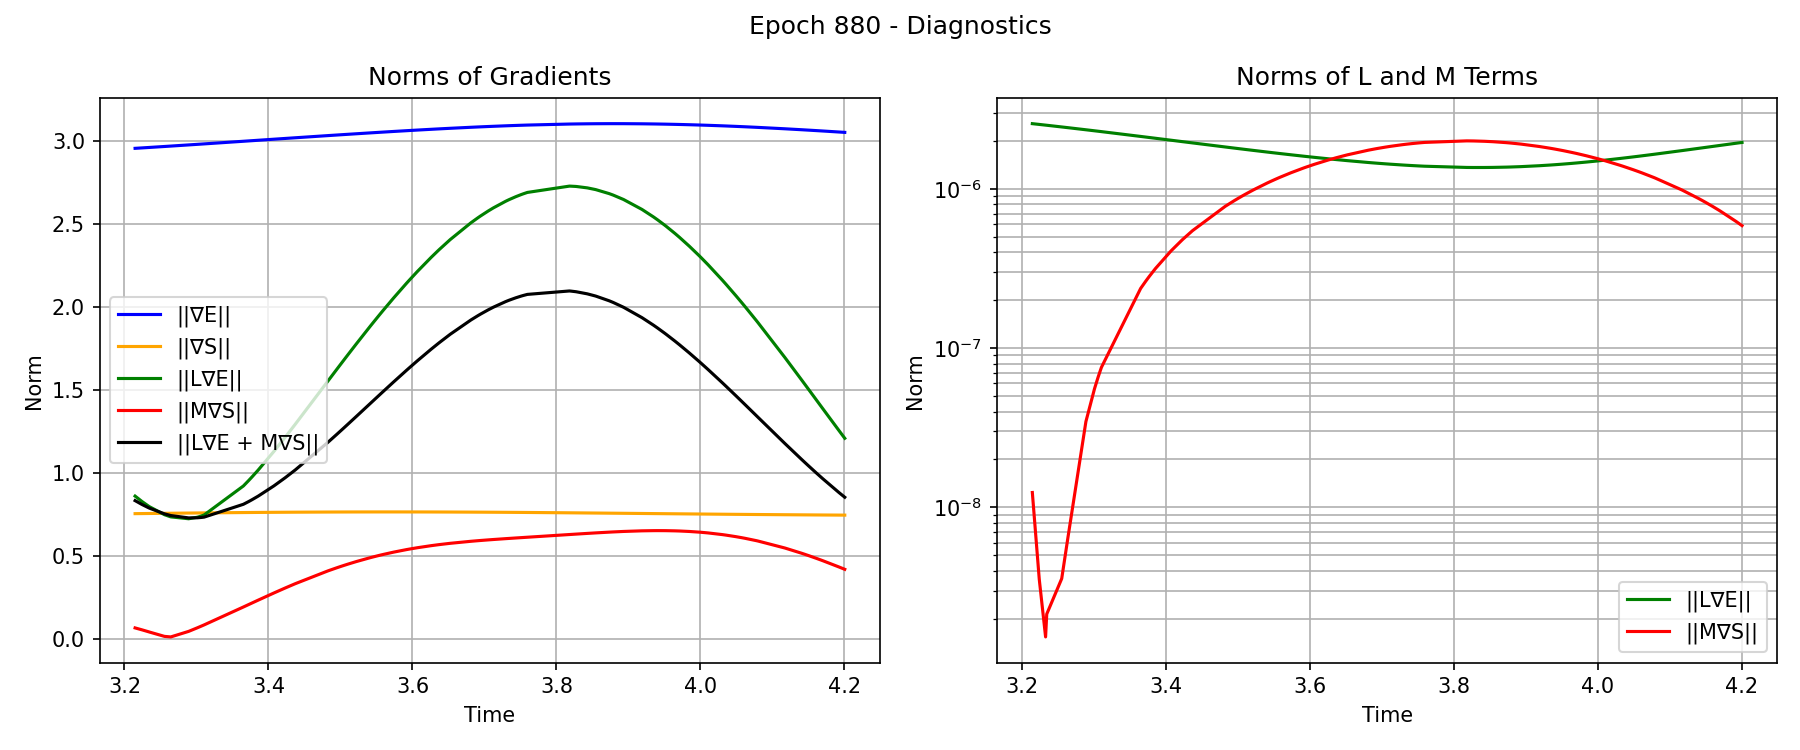 Epoch 880 - Diagnostics
Norms of Gradients
Norm
3.0
2.5
2.0
1.5
1.0
0.5
0.0
||∇E||
||∇S||
||L∇E||
||M∇S||
||L∇E + M∇S||
3.2 3.4 3.6 3.8 4.0 4.2
Time
Norms of L and M Terms
Norm
10⁻⁶
10⁻⁷
10⁻⁸
||L∇E||
||M∇S||
3.2 3.4 3.6 3.8 4.0 4.2
Time